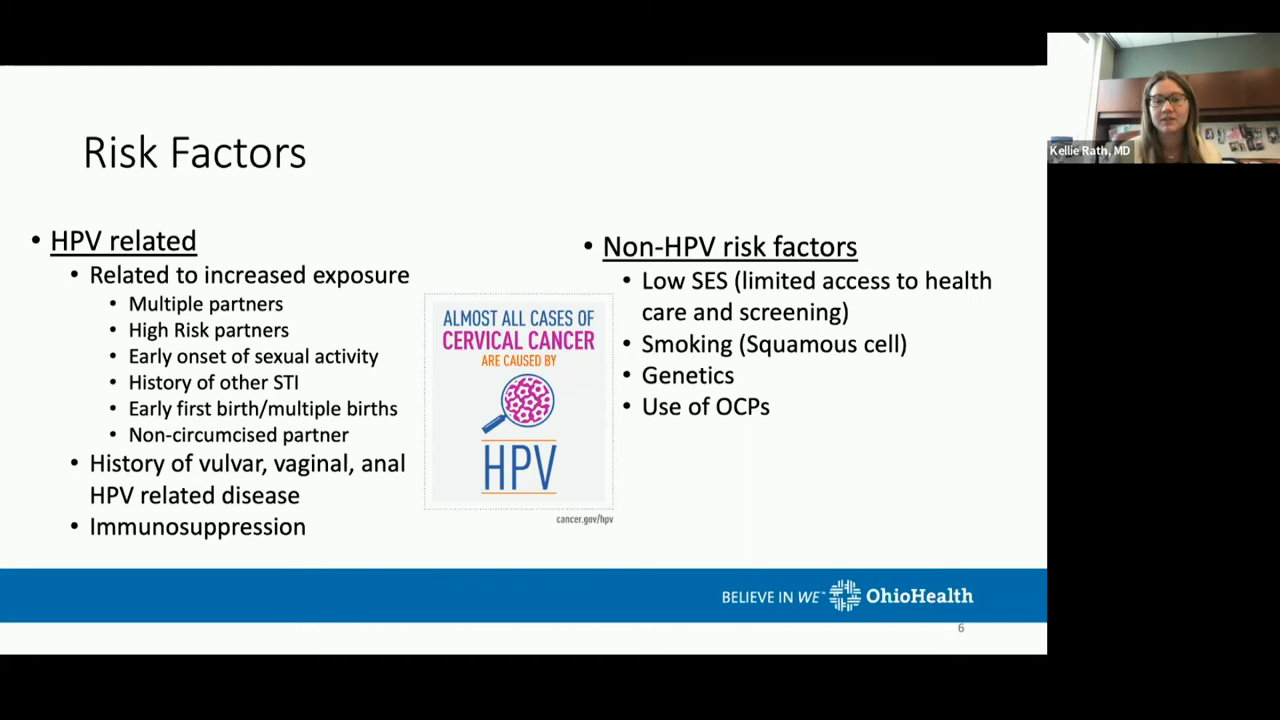 Risk Factors
• HPV related
• Related to increased exposure
• Multiple partners
• High Risk partners
• Early onset of sexual activity
• History of other STI
• Early first birth/multiple births
• Non-circumcised partner
• History of vulvar, vaginal, anal
HPV related disease
• Immunosuppression
ALMOST ALL CASES OF
CERVICAL CANCER
ARE CAUSED BY
HPV
cancer.gov/hpv
• Non-HPV risk factors
• Low SES (limited access to health
care and screening)
• Smoking (Squamous cell)
• Genetics
• Use of OCPs
BELIEVE IN WE™ OhioHealth
6
Kellie Rath, MD